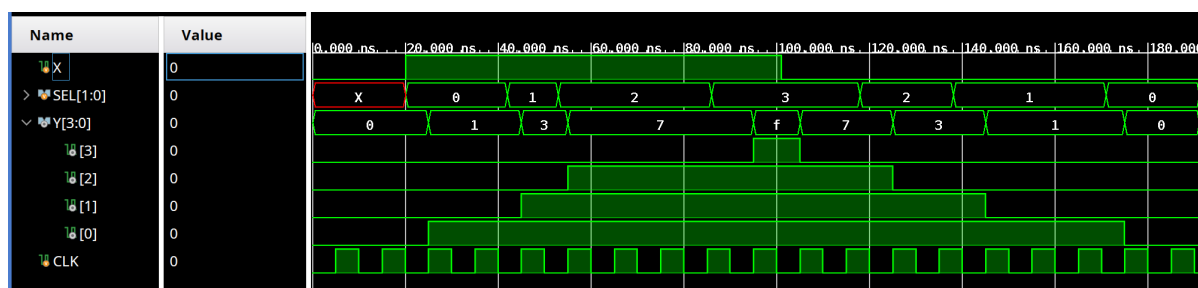 Name Value
0.000 ns 20.000 ns 40.000 ns 60.000 ns 80.000 ns 100.000 ns 120.000 ns 140.000 ns 160.000 ns 180.00
X 0
SEL[1:0] 0 X 0 1 2 3 2 1 0
Y[3:0] 0 0 1 3 7 f 7 3 1 0
[3] 0
[2] 0
[1] 0
[0] 0
CLK 0